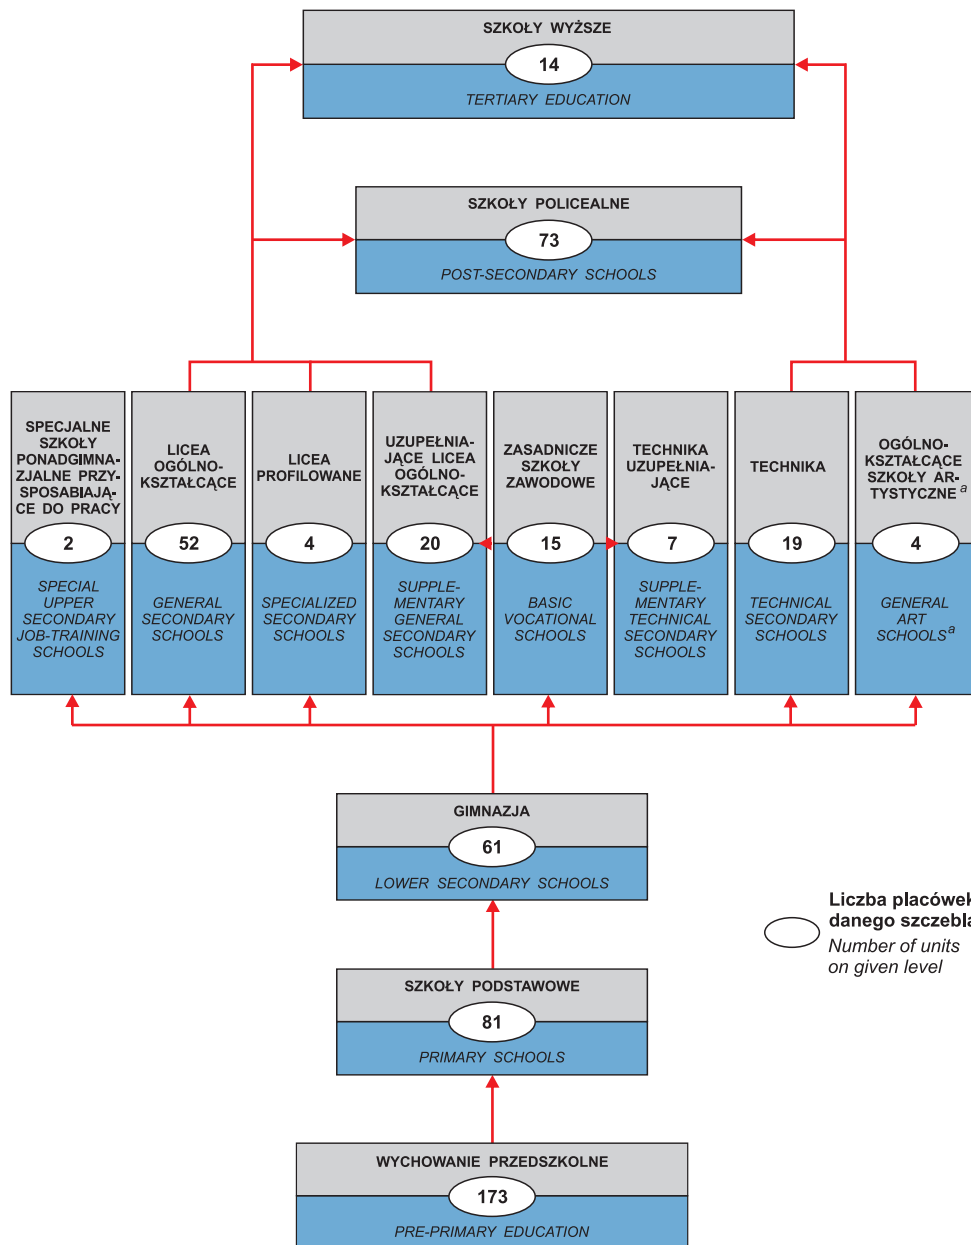 SZKOŁY WYŻSZE
14
TERTIARY EDUCATION
SZKOŁY POLICEALNE
73
POST-SECONDARY SCHOOLS
SPECJALNE
SZKOŁY
PONADGIMNA-
ZJALNE PRZY-
SPOSABIAJĄ-
CE DO PRACY
2
SPECIAL
UPPER
SECONDARY
JOB-TRAINING
SCHOOLS
LICEA
OGÓLNO-
KSZTAŁCĄCE
52
GENERAL
SECONDARY
SCHOOLS
LICEA
PROFILOWANE
4
SPECIALIZED
SECONDARY
SCHOOLS
UZUPEŁNIA-
JĄCE LICEA
OGÓLNO-
KSZTAŁCĄCE
20
SUPPLE-
MENTARY
GENERAL
SECONDARY
SCHOOLS
ZASADNICZE
SZKOŁY
ZAWODOWE
15
BASIC
VOCATIONAL
SCHOOLS
TECHNIKA
UZUPEŁNIA-
JĄCE
7
SUPPLE-
MENTARY
TECHNICAL
SECONDARY
SCHOOLS
TECHNIKA
19
TECHNICAL
SECONDARY
SCHOOLS
OGÓLNO-
KSZTAŁCĄCE
SZKOŁY AR-
TYSTYCZNE a
4
GENERAL
ART
SCHOOLS a
GIMNAZJA
61
LOWER SECONDARY SCHOOLS
Liczba placówek
danego szczebla
Number of units
on given level
SZKOŁY PODSTAWOWE
81
PRIMARY SCHOOLS
WYCHOWANIE PRZEDSZKOLNE
173
PRE-PRIMARY EDUCATION